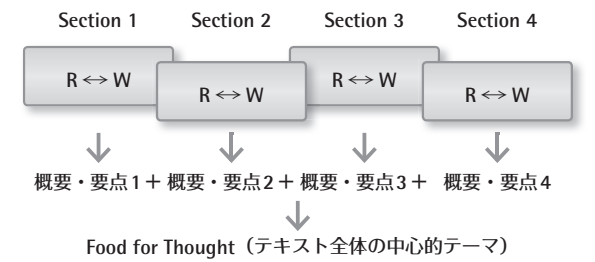 Section 1 Section 2 Section 3 Section 4
R ↔ W R ↔ W R ↔ W R ↔ W
概要・要点1＋概要・要点2＋概要・要点3＋ 概要・要点4
Food for Thought（テキスト全体の中心的テーマ）